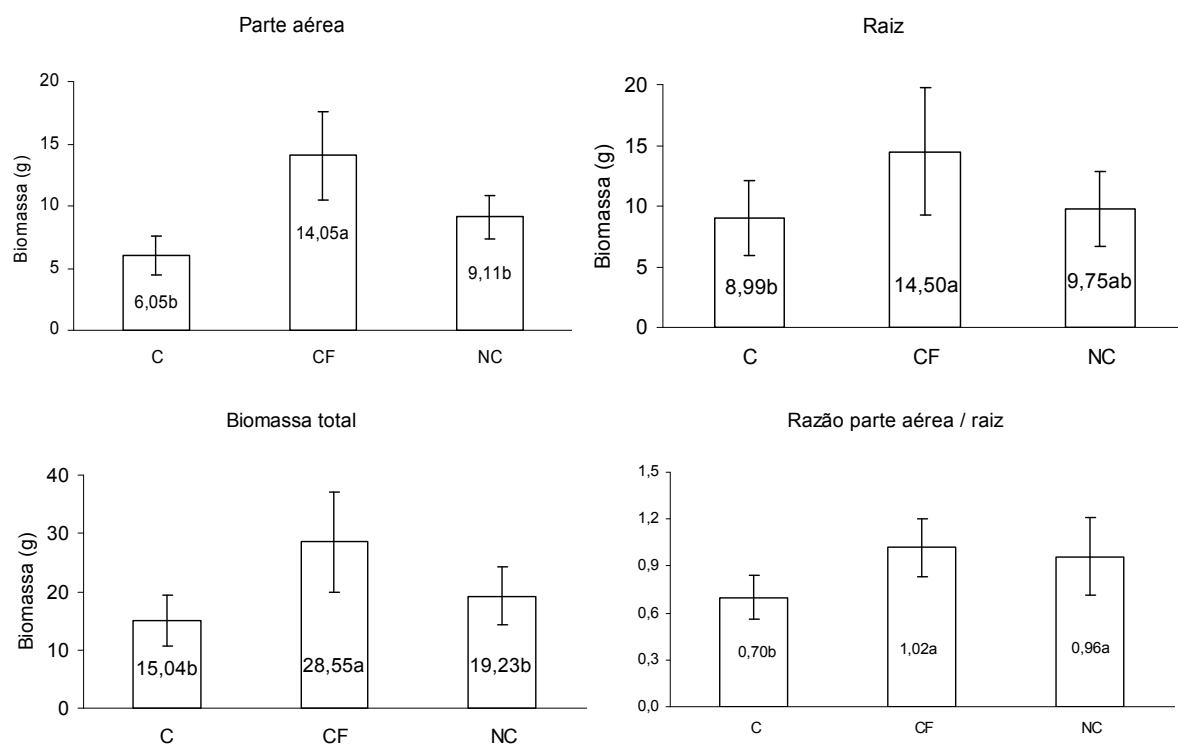 Parte aérea
Biomassa (g)
20
15
10
5
0
6,05b
14,05a
9,11b
C
CF
NC
Raiz
Biomassa (g)
20
15
10
5
0
8,99b
14,50a
9,75ab
C
CF
NC
Biomassa total
Biomassa (g)
40
30
20
10
0
15,04b
28,55a
19,23b
C
CF
NC
Razão parte aérea / raiz
1,5
1,2
0,9
0,6
0,3
0,0
0,70b
1,02a
0,96a
C
CF
NC